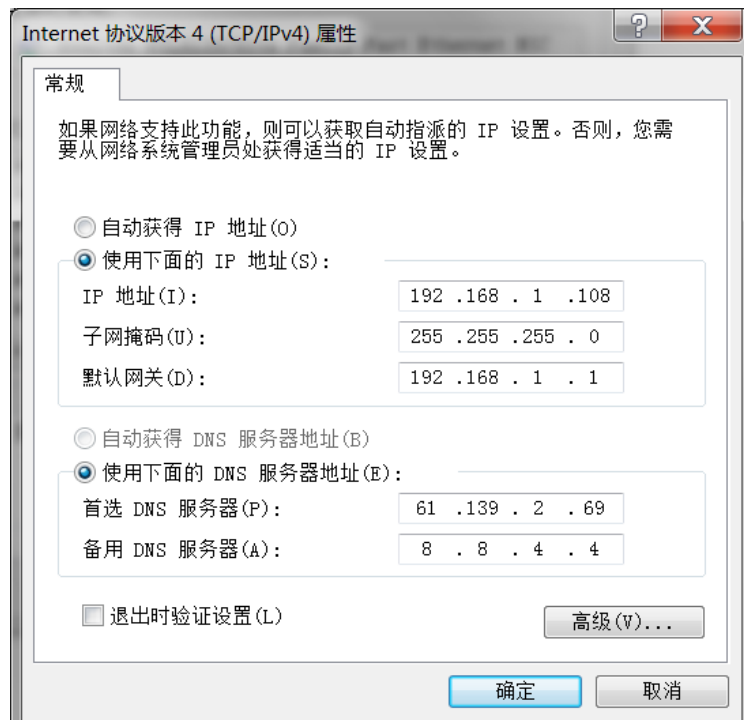 Internet 协议版本 4 (TCP/IPv4) 属性
常规
如果网络支持此功能，则可以获取自动指派的 IP 设置。否则，您需
要从网络系统管理员处获得适当的 IP 设置。
自动获得 IP 地址(O)
使用下面的 IP 地址(S):
IP 地址(I): 192 .168 . 1 .108
子网掩码(U): 255 .255 .255 . 0
默认网关(D): 192 .168 . 1 . 1
自动获得 DNS 服务器地址(B)
使用下面的 DNS 服务器地址(E):
首选 DNS 服务器(P): 61 .139 . 2 . 69
备用 DNS 服务器(A): 8 . 8 . 4 . 4
退出时验证设置(L)
高级(V)...
确定 取消